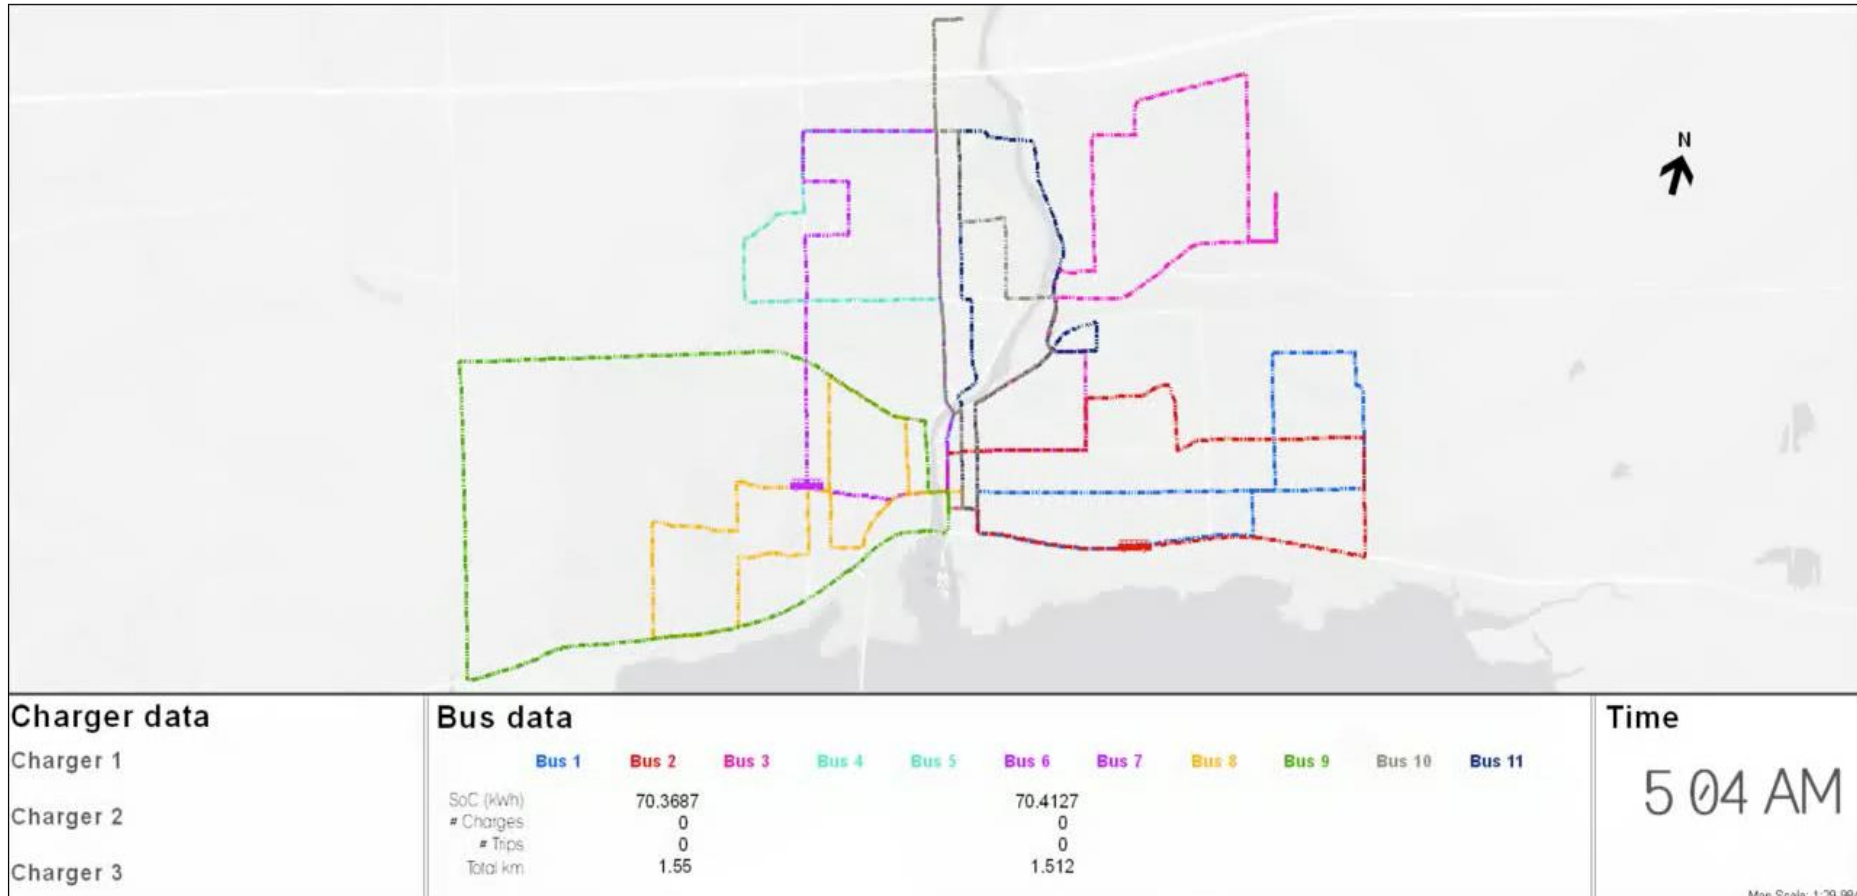 N
Charger data
Charger 1
Charger 2
Charger 3
Bus data
Bus 1 Bus 2 Bus 3 Bus 4 Bus 5 Bus 6 Bus 7 Bus 8 Bus 9 Bus 10 Bus 11
SoC (kWh) 70.3687 70.4127
# Charges 0 0
# Trips 0 0
Total km 1.55 1.512
Time
5 04 AM
Map Scale: